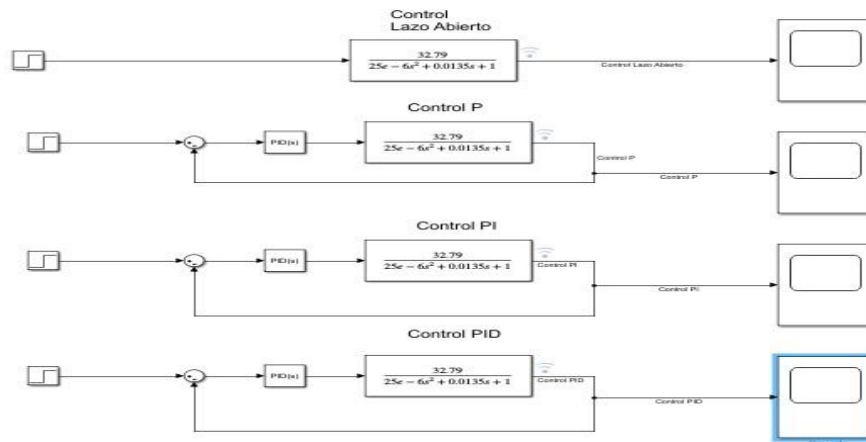 Control
Lazo Abierto
32.79
25e − 6s² + 0.0135s + 1
Control Lazo Abierto
Control P
PID(s)
32.79
25e − 6s² + 0.0135s + 1
Control P
Control P
Control PI
PID(s)
32.79
25e − 6s² + 0.0135s + 1
Control PI
Control PI
Control PID
PID(s)
32.79
25e − 6s² + 0.0135s + 1
Control PID
Control PID